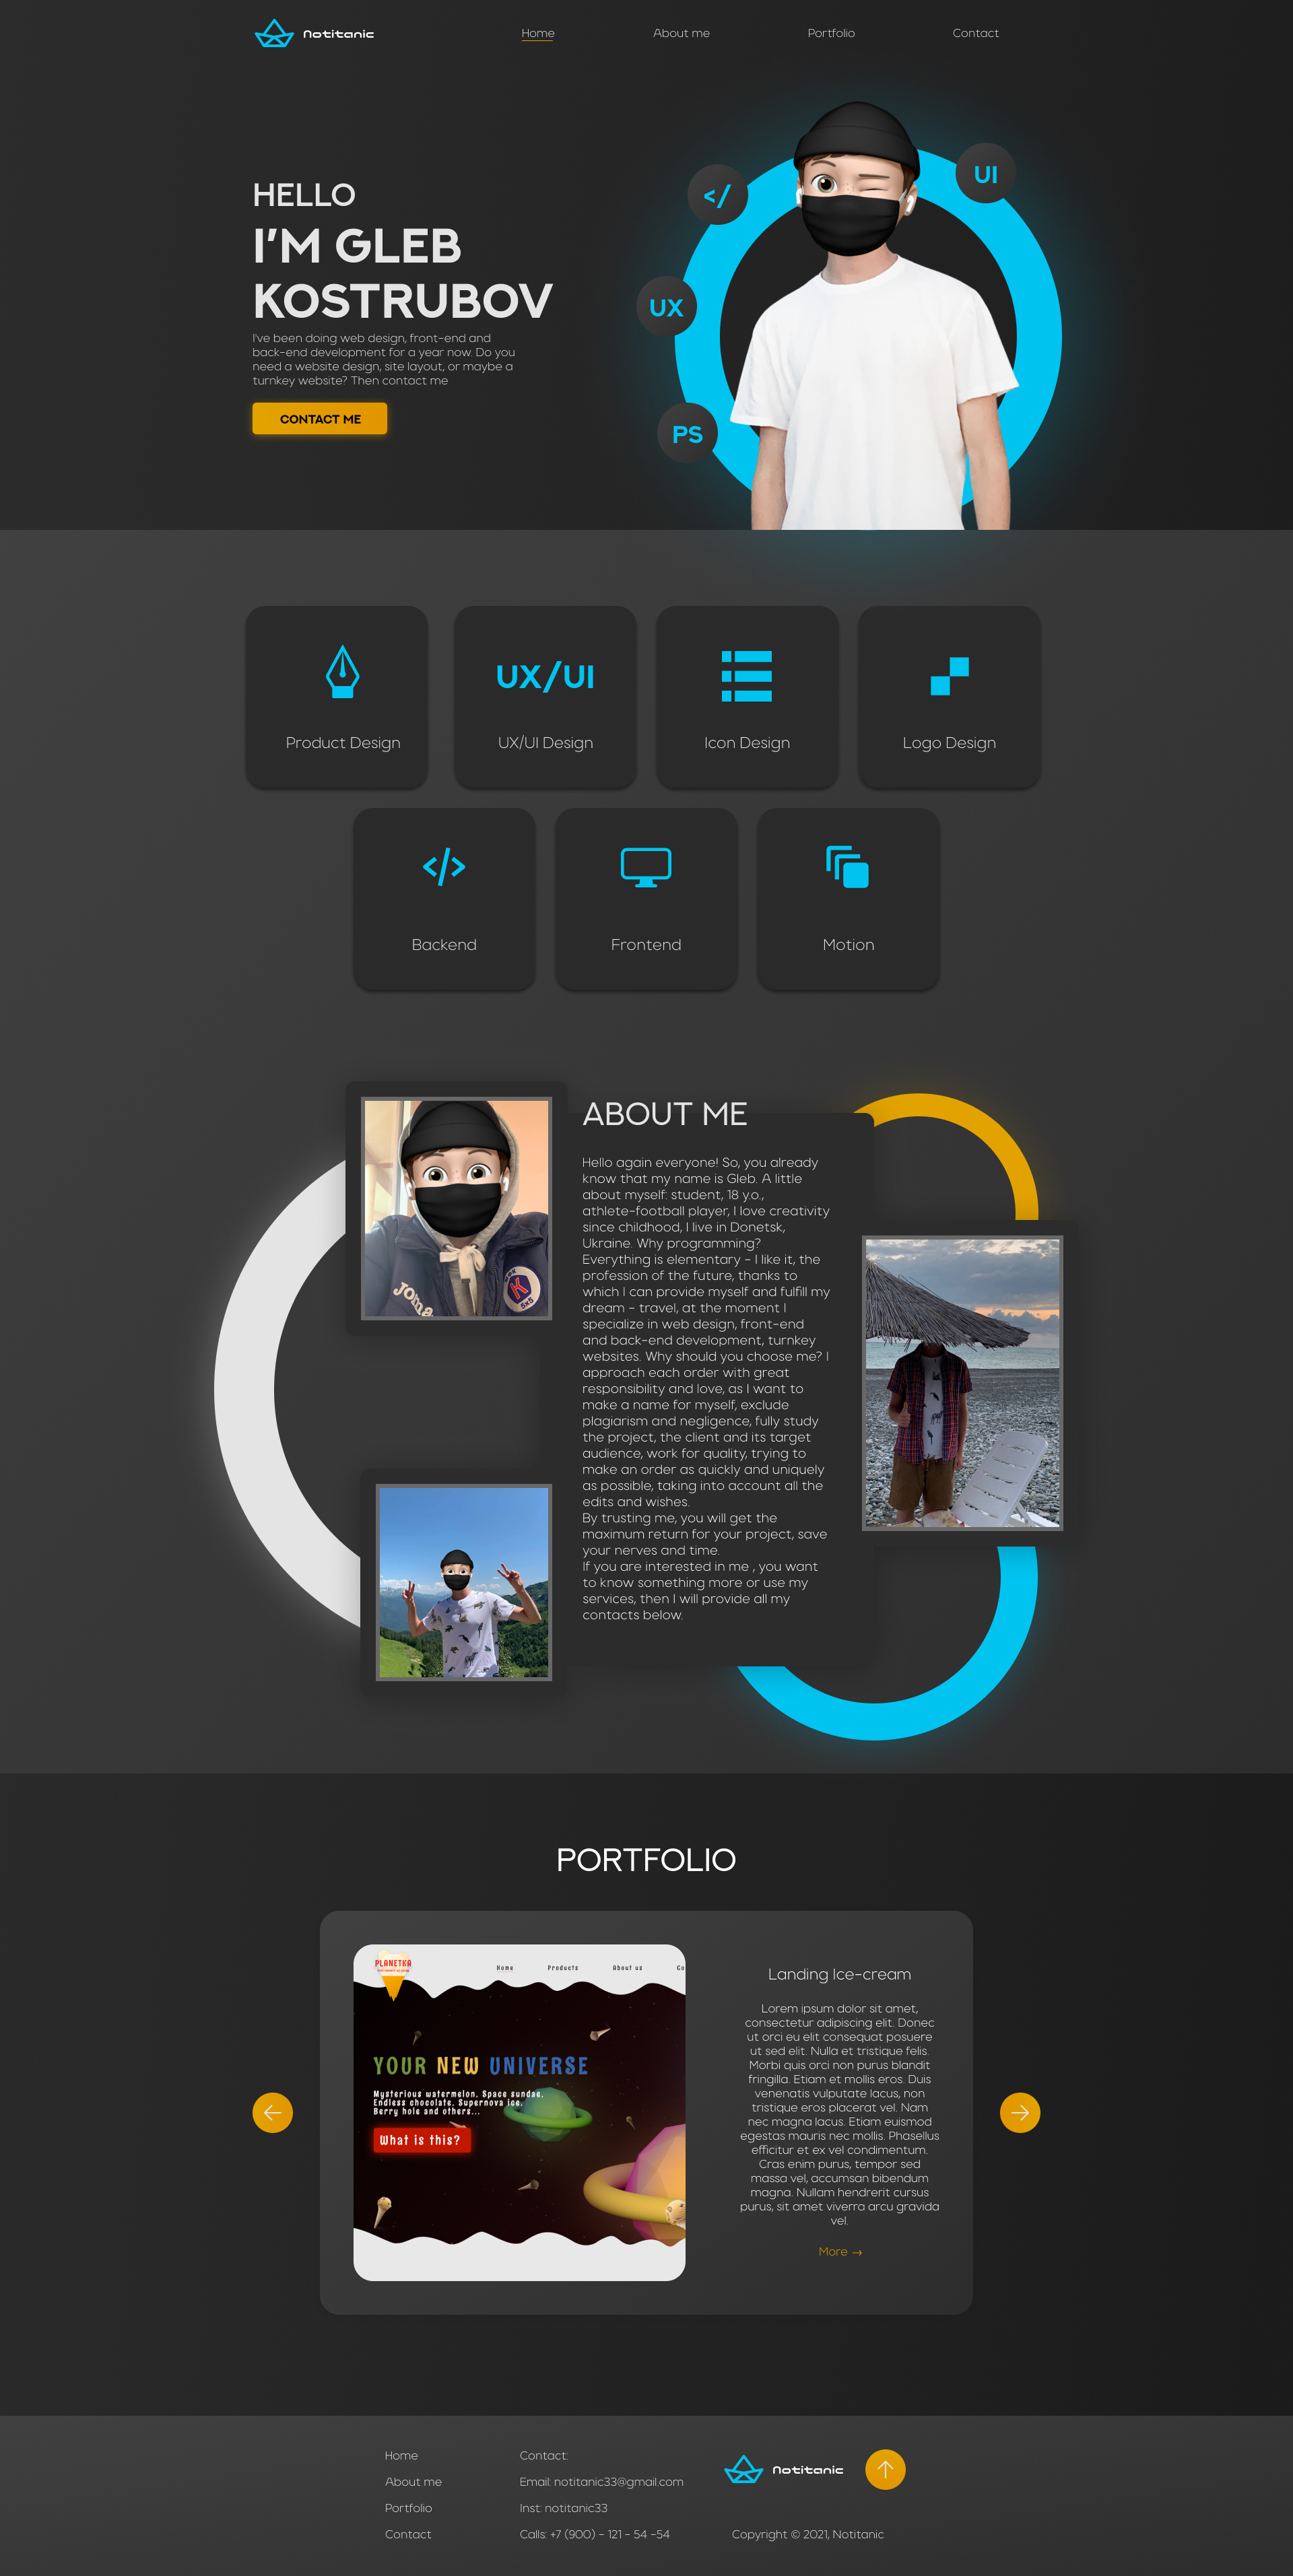 Notitanic
Home
About me
Portfolio
Contact
HELLO
I'M GLEB
KOSTRUBOV
I've been doing web design, front-end and
back-end development for a year now. Do you
need a website design, site layout, or maybe a
turnkey website? Then contact me
CONTACT ME
</
UI
UX
PS
UX/UI
Product Design
UX/UI Design
Icon Design
Logo Design
</>
Backend
Frontend
Motion
ABOUT ME
Hello again everyone! So, you already
know that my name is Gleb. A little
about myself: student, 18 y.o.,
athlete-football player, I love creativity
since childhood, I live in Donetsk,
Ukraine. Why programming?
Everything is elementary - I like it, the
profession of the future, thanks to
which I can provide myself and fulfill my
dream - travel, at the moment I
specialize in web design, front-end
and back-end development, turnkey
websites. Why should you choose me? I
approach each order with great
responsibility and love, as I want to
make a name for myself, exclude
plagiarism and negligence, fully study
the project, the client and its target
audience, work for quality, trying to
make an order as quickly and uniquely
as possible, taking into account all the
edits and wishes.
By trusting me, you will get the
maximum return for your project, save
your nerves and time.
If you are interested in me , you want
to know something more or use my
services, then I will provide all my
contacts below.
Joma
K
5x5
PORTFOLIO
PLANETKA
Home
Products
About us
Co
YOUR NEW UNIVERSE
Mysterious watermelon. Space sundae.
Endless chocolate. Supernova ice.
Berry hole and others...
What is this?
Landing Ice-cream
Lorem ipsum dolor sit amet,
consectetur adipiscing elit. Donec
ut orci eu elit consequat posuere
ut sed elit. Nulla et tristique felis.
Morbi quis orci non purus blandit
fringilla. Etiam et mollis eros. Duis
venenatis vulputate lacus, non
tristique eros placerat vel. Nam
nec magna lacus. Etiam euismod
egestas mauris nec mollis. Phasellus
efficitur et ex vel condimentum.
Cras enim purus, tempor sed
massa vel, accumsan bibendum
magna. Nullam hendrerit cursus
purus, sit amet viverra arcu gravida
vel.
More →
Home
About me
Portfolio
Contact
Contact:
Email: notitanic33@gmail.com
Inst: notitanic33
Calls: +7 (900) - 121 - 54 -54
Notitanic
Copyright © 2021, Notitanic